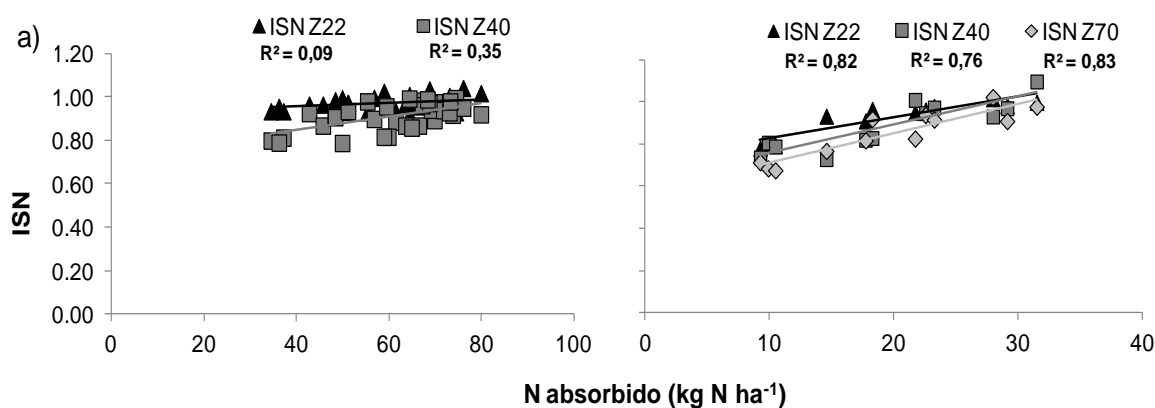 a)
ISN Z22 ISN Z40
R² = 0,09 R² = 0,35
ISN Z22 ISN Z40 ISN Z70
R² = 0,82 R² = 0,76 R² = 0,83
ISN
1.20
1.00
0.80
0.60
0.40
0.20
0.00
0 20 40 60 80 100
0 10 20 30 40
N absorbido (kg N ha⁻¹)